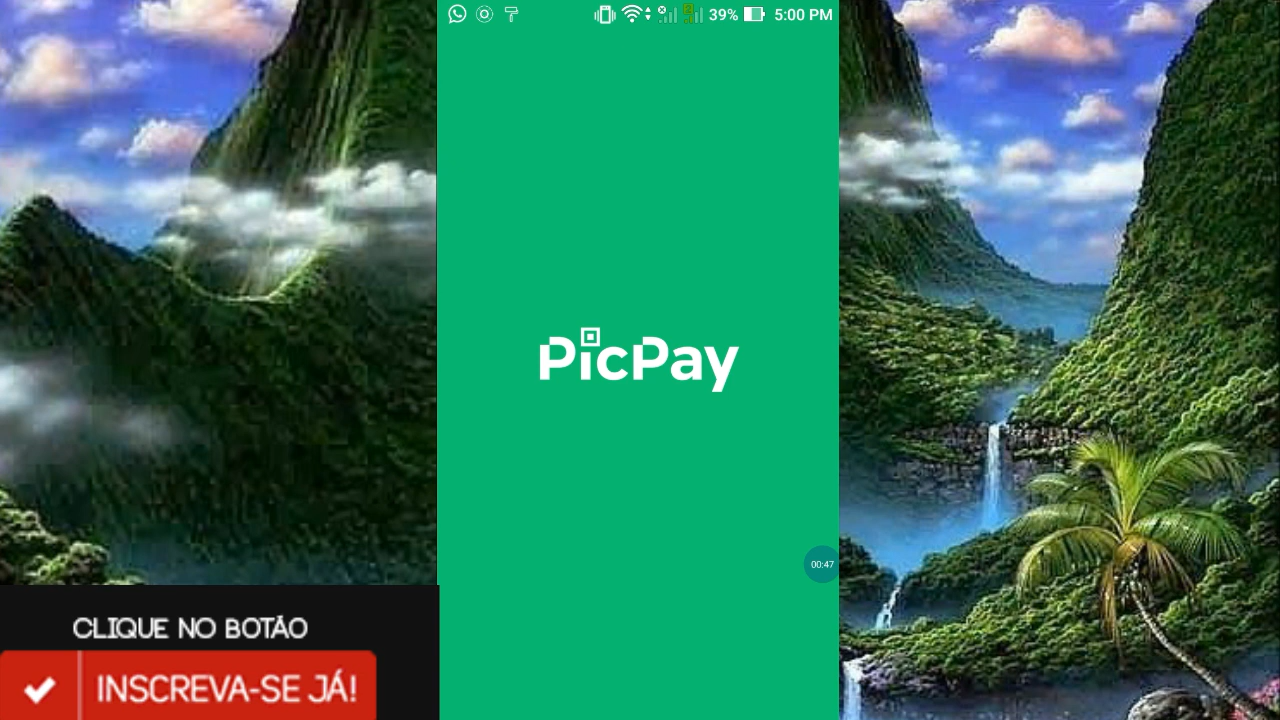 39% 5:00 PM
PicPay
00:47
CLIQUE NO BOTÃO
INSCREVA-SE JÁ!